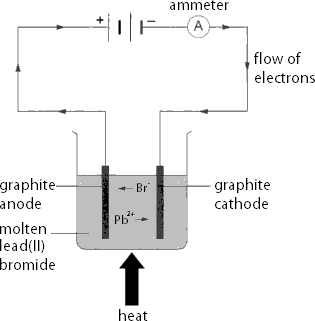 ammeter
+ − A
flow of
electrons
graphite
anode
Br⁻
graphite
cathode
Pb²⁺
molten
lead(II)
bromide
heat